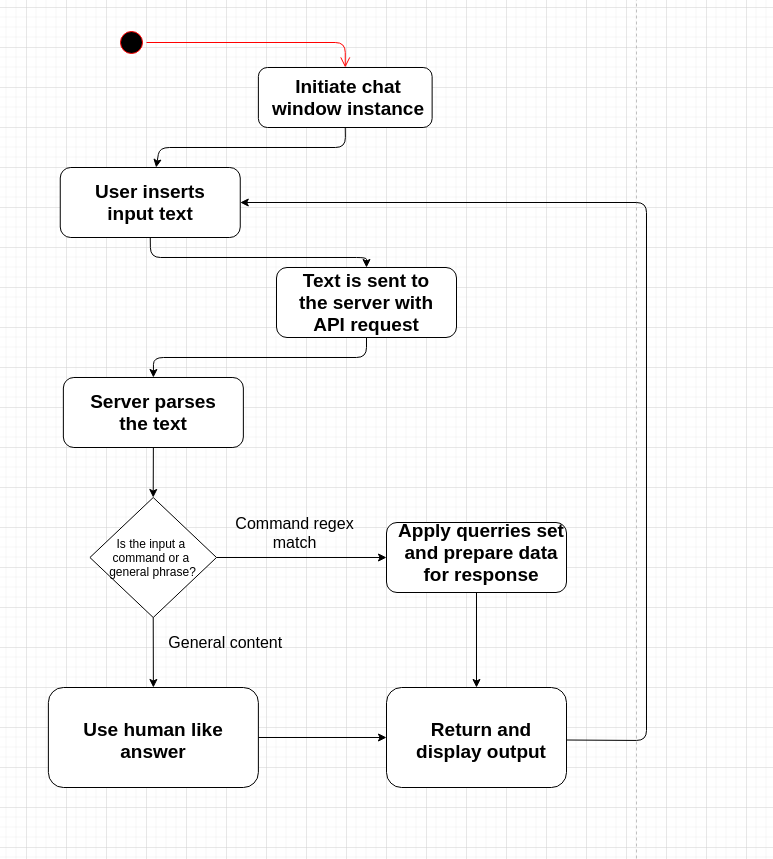 Initiate chat
window instance
User inserts
input text
Text is sent to
the server with
API request
Server parses
the text
Is the input a
command or a
general phrase?
Command regex
match
Apply querries set
and prepare data
for response
General content
Use human like
answer
Return and
display output